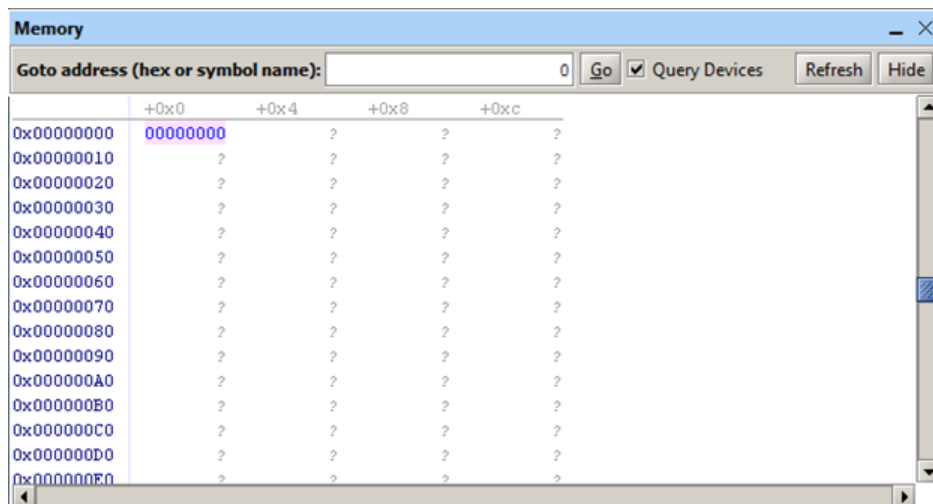 Memory
Goto address (hex or symbol name): 0 Go Query Devices Refresh Hide
+0x0 +0x4 +0x8 +0xc
0x00000000 00000000 ? ? ?
0x00000010 ? ? ? ?
0x00000020 ? ? ? ?
0x00000030 ? ? ? ?
0x00000040 ? ? ? ?
0x00000050 ? ? ? ?
0x00000060 ? ? ? ?
0x00000070 ? ? ? ?
0x00000080 ? ? ? ?
0x00000090 ? ? ? ?
0x000000A0 ? ? ? ?
0x000000B0 ? ? ? ?
0x000000C0 ? ? ? ?
0x000000D0 ? ? ? ?
0x000000E0 ? ? ? ?